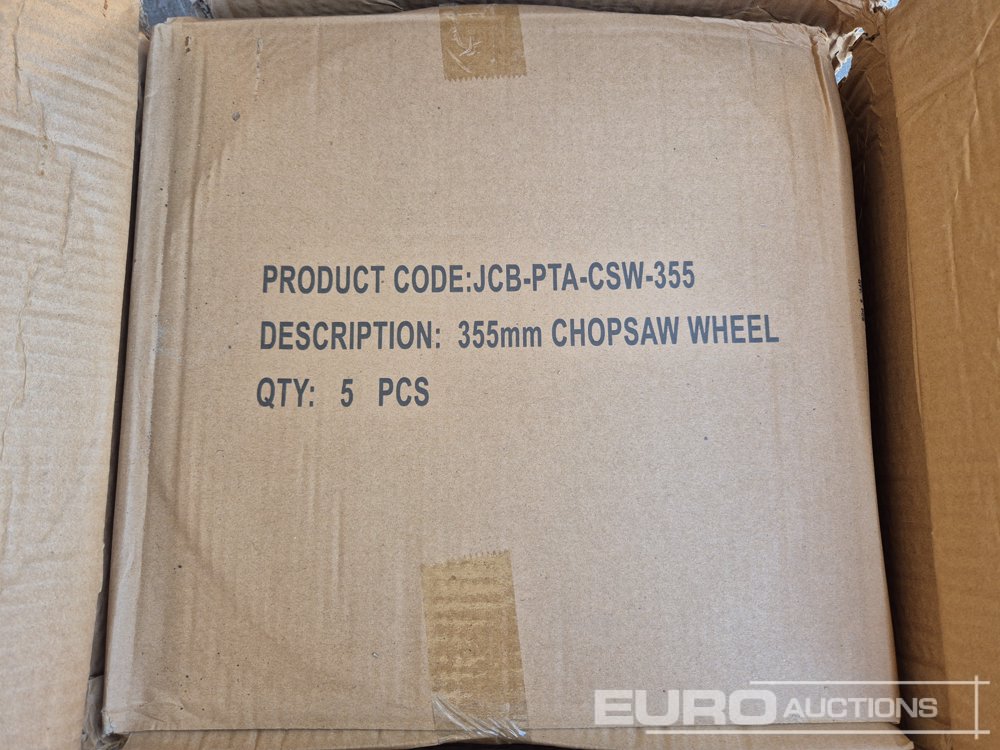 PRODUCT CODE:JCB-PTA-CSW-355
DESCRIPTION: 355mm CHOPSAW WHEEL
QTY: 5 PCS
EURO AUCTIONS